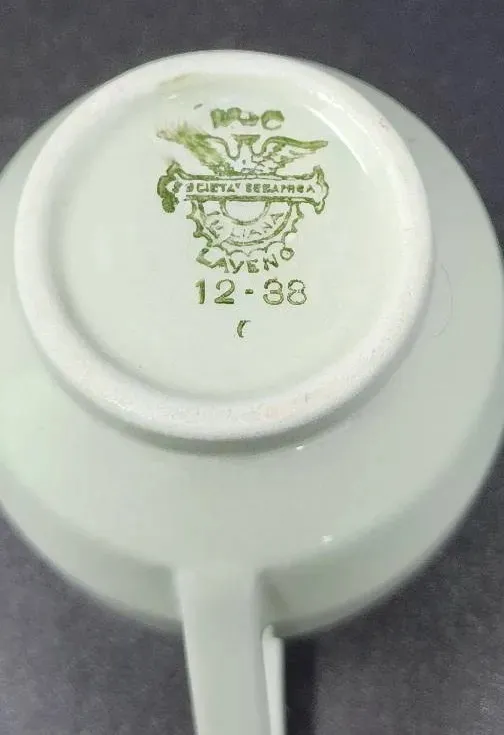 M+C
SOCIETA' CERAMICA
ITALIANA
LAVENO
12-38